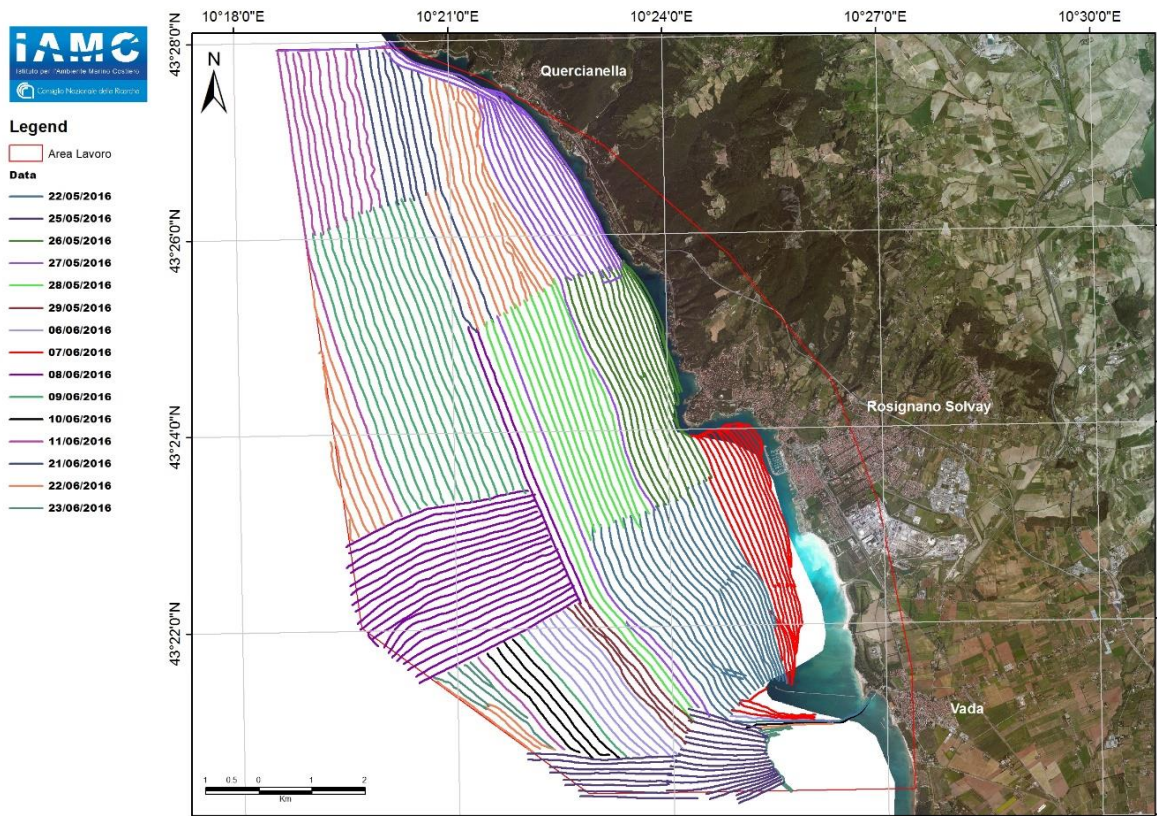 10°18'0"E 10°21'0"E 10°24'0"E 10°27'0"E 10°30'0"E
iAMC
Istituto per l'Ambiente Marino Costiero
Consiglio Nazionale delle Ricerche
43°28'0"N
N
Quercianella
Legend
Area Lavoro
Data
22/05/2016
25/05/2016
26/05/2016
27/05/2016
28/05/2016
29/05/2016
06/06/2016
07/06/2016
08/06/2016
09/06/2016
10/06/2016
11/06/2016
21/06/2016
22/06/2016
23/06/2016
43°26'0"N
43°24'0"N
Rosignano Solvay
43°22'0"N
Vada
1 0.5 0 1 2
Km